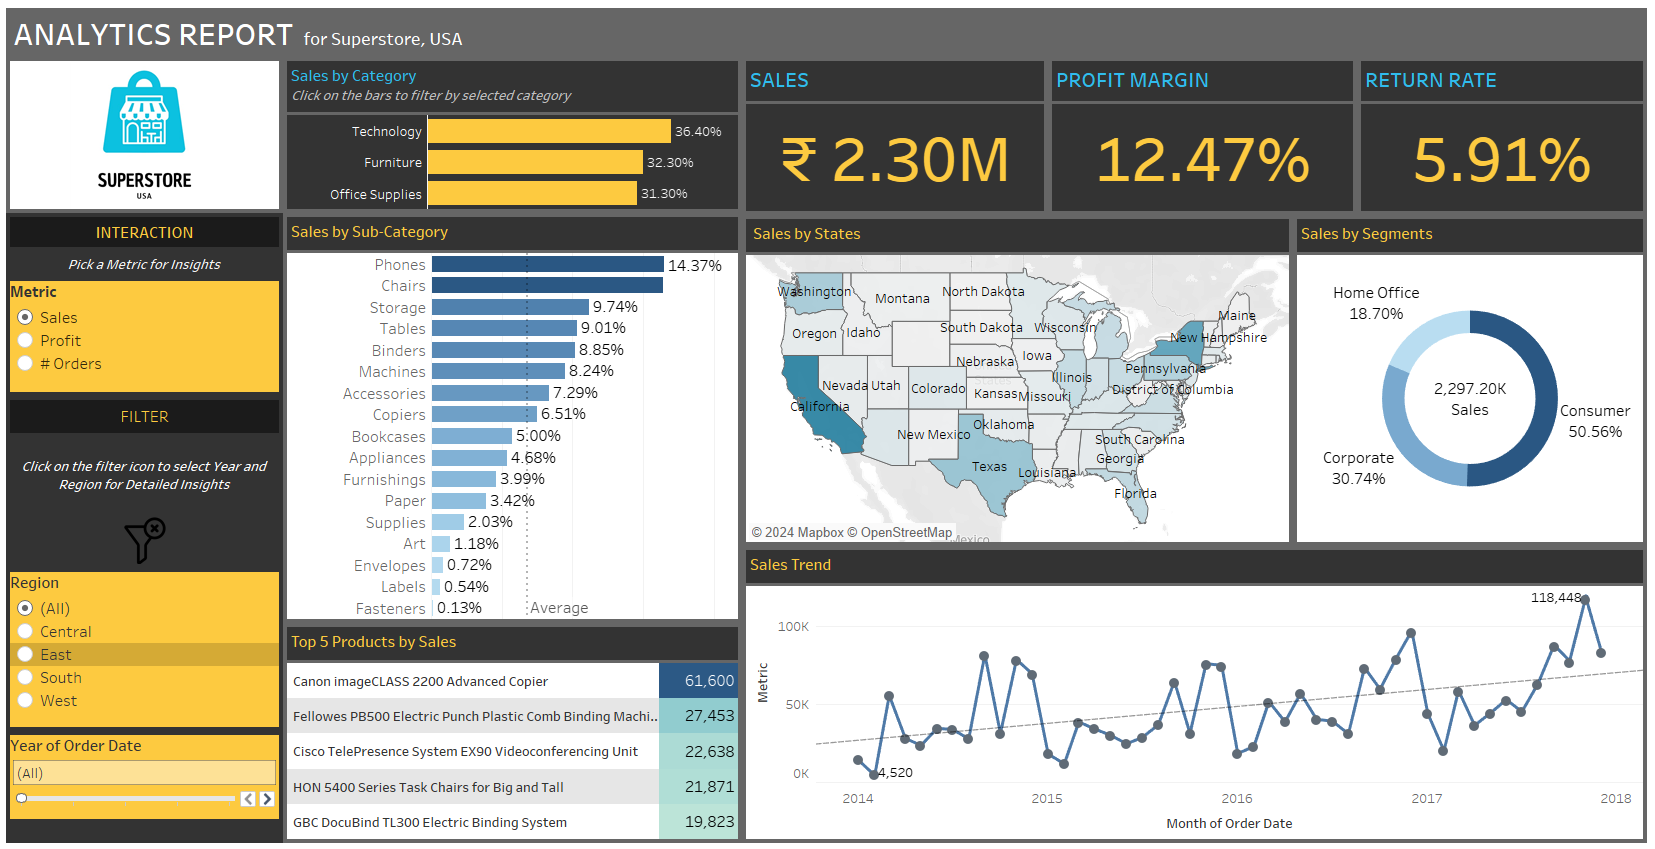 ANALYTICS REPORT for Superstore, USA
SUPERSTORE
USA
INTERACTION
Pick a Metric for Insights
Metric
Sales
Profit
# Orders
FILTER
Click on the filter icon to select Year and
Region for Detailed Insights
Region
(All)
Central
East
South
West
Year of Order Date
(All)
Sales by Category
Click on the bars to filter by selected category
Technology 36.40%
Furniture 32.30%
Office Supplies 31.30%
Sales by Sub-Category
Phones 14.37%
Chairs
Storage 9.74%
Tables 9.01%
Binders 8.85%
Machines 8.24%
Accessories 7.29%
Copiers 6.51%
Bookcases 5.00%
Appliances 4.68%
Furnishings 3.99%
Paper 3.42%
Supplies 2.03%
Art 1.18%
Envelopes 0.72%
Labels 0.54%
Fasteners 0.13% Average
Top 5 Products by Sales
Canon imageCLASS 2200 Advanced Copier 61,600
Fellowes PB500 Electric Punch Plastic Comb Binding Machi.. 27,453
Cisco TelePresence System EX90 Videoconferencing Unit 22,638
HON 5400 Series Task Chairs for Big and Tall 21,871
GBC DocuBind TL300 Electric Binding System 19,823
SALES
₹ 2.30M
PROFIT MARGIN
12.47%
RETURN RATE
5.91%
Sales by States
Washington
Montana
North Dakota
Maine
Oregon
Idaho
South Dakota
Wisconsin
New Hampshire
Nebraska
Iowa
Pennsylvania
Nevada
Utah
Colorado
Kansas
Missouri
Illinois
District of Columbia
California
New Mexico
Oklahoma
South Carolina
Georgia
Texas
Louisiana
Florida
Mexico
© 2024 Mapbox © OpenStreetMap
Sales by Segments
Home Office
18.70%
2,297.20K
Sales
Consumer
50.56%
Corporate
30.74%
Sales Trend
118,448
100K
50K
0K
4,520
Metric
2014 2015 2016 2017 2018
Month of Order Date